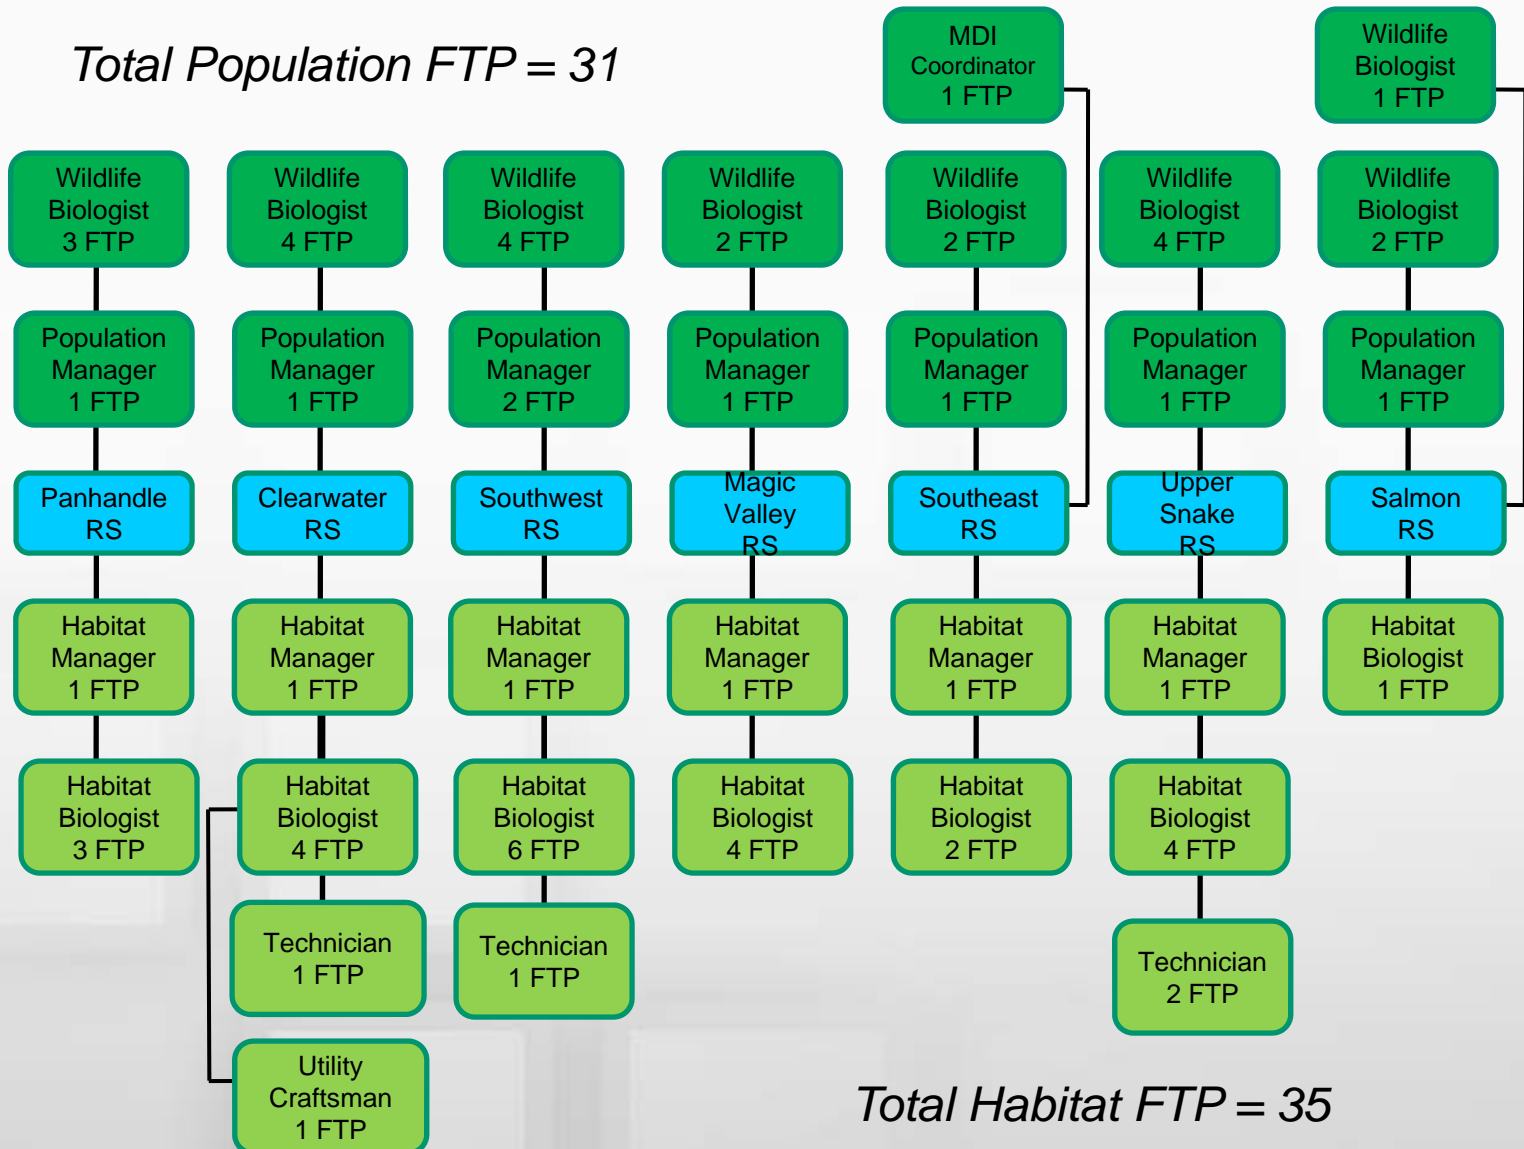 Total Population FTP = 31
MDI
Coordinator
1 FTP
Wildlife
Biologist
1 FTP
Wildlife
Biologist
3 FTP
Wildlife
Biologist
4 FTP
Wildlife
Biologist
4 FTP
Wildlife
Biologist
2 FTP
Wildlife
Biologist
2 FTP
Wildlife
Biologist
4 FTP
Wildlife
Biologist
2 FTP
Population
Manager
1 FTP
Population
Manager
1 FTP
Population
Manager
2 FTP
Population
Manager
1 FTP
Population
Manager
1 FTP
Population
Manager
1 FTP
Population
Manager
1 FTP
Panhandle
RS
Clearwater
RS
Southwest
RS
Magic
Valley
RS
Southeast
RS
Upper
Snake
RS
Salmon
RS
Habitat
Manager
1 FTP
Habitat
Manager
1 FTP
Habitat
Manager
1 FTP
Habitat
Manager
1 FTP
Habitat
Manager
1 FTP
Habitat
Manager
1 FTP
Habitat
Biologist
1 FTP
Habitat
Biologist
3 FTP
Habitat
Biologist
4 FTP
Habitat
Biologist
6 FTP
Habitat
Biologist
4 FTP
Habitat
Biologist
2 FTP
Habitat
Biologist
4 FTP
Technician
1 FTP
Technician
1 FTP
Technician
2 FTP
Utility
Craftsman
1 FTP
Total Habitat FTP = 35